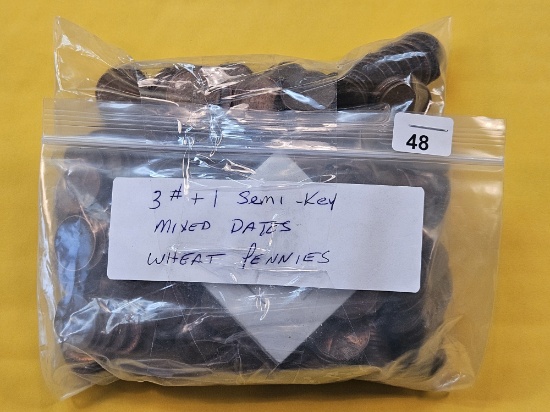 48
3# + 1 Semi-Key
MIXED DATES
WHEAT PENNIES